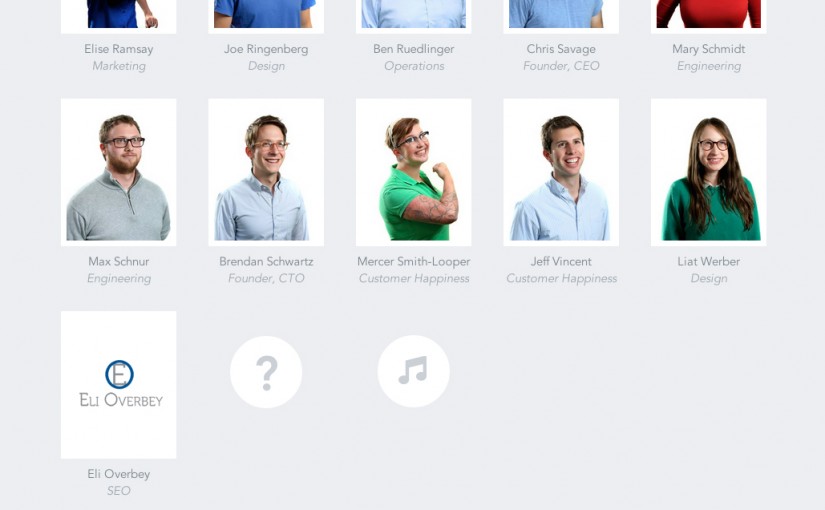 Elise Ramsay Joe Ringenberg Ben Ruedlinger Chris Savage Mary Schmidt
Marketing Design Operations Founder, CEO Engineering
Max Schnur Brendan Schwartz Mercer Smith-Looper Jeff Vincent Liat Werber
Engineering Founder, CTO Customer Happiness Customer Happiness Design
E
?
ELI OVERBEY
Eli Overbey
SEO